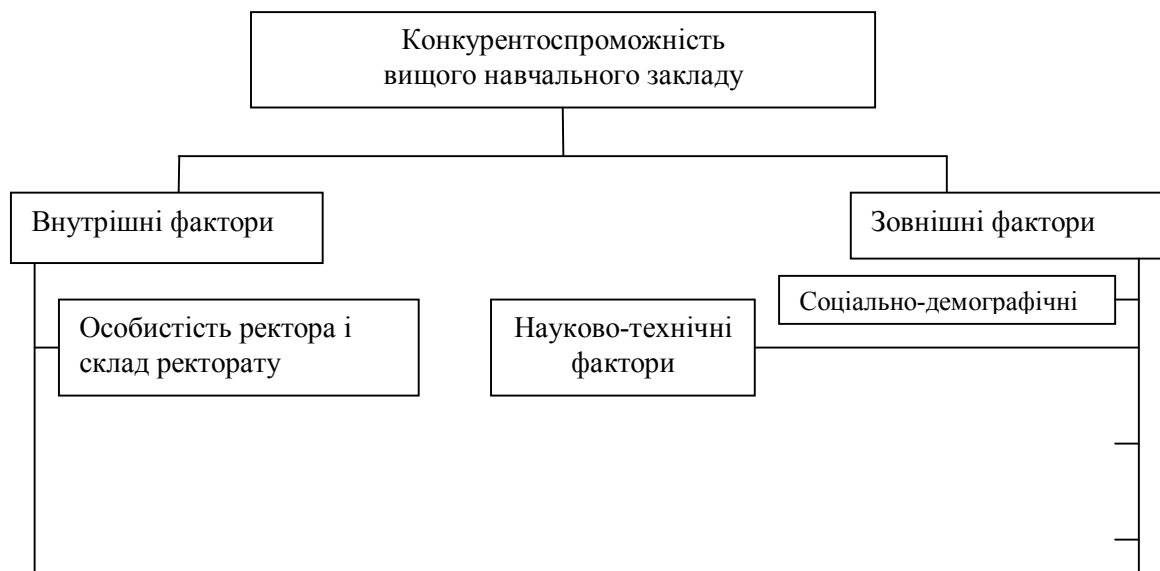 Конкурентоспроможність
вищого навчального закладу
Внутрішні фактори
Зовнішні фактори
Особистість ректора і
склад ректорату
Науково-технічні
фактори
Соціально-демографічні